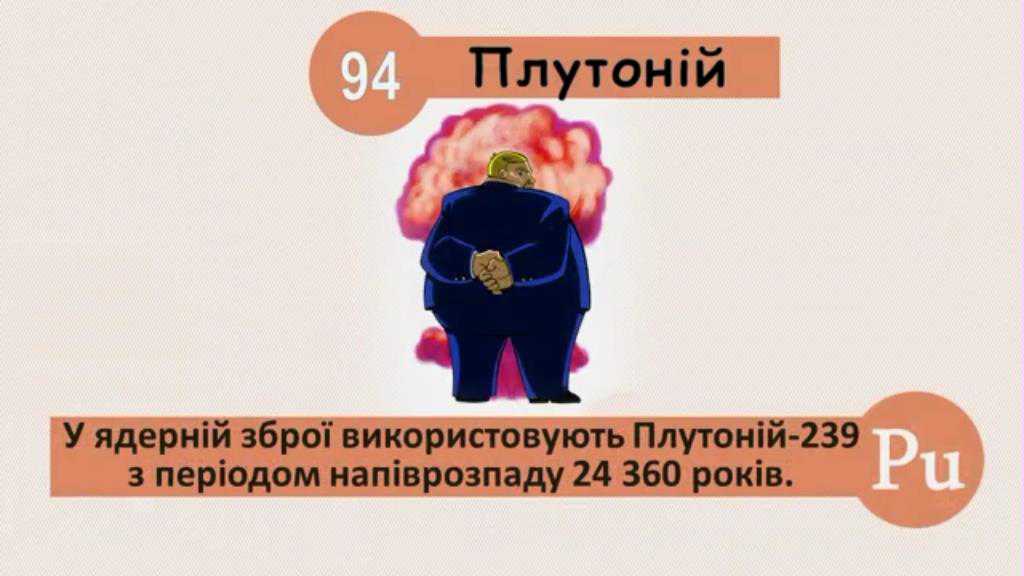 94
Плутоній
У ядерній зброї використовують Плутоній-239
з періодом напіврозпаду 24 360 років.
Pu